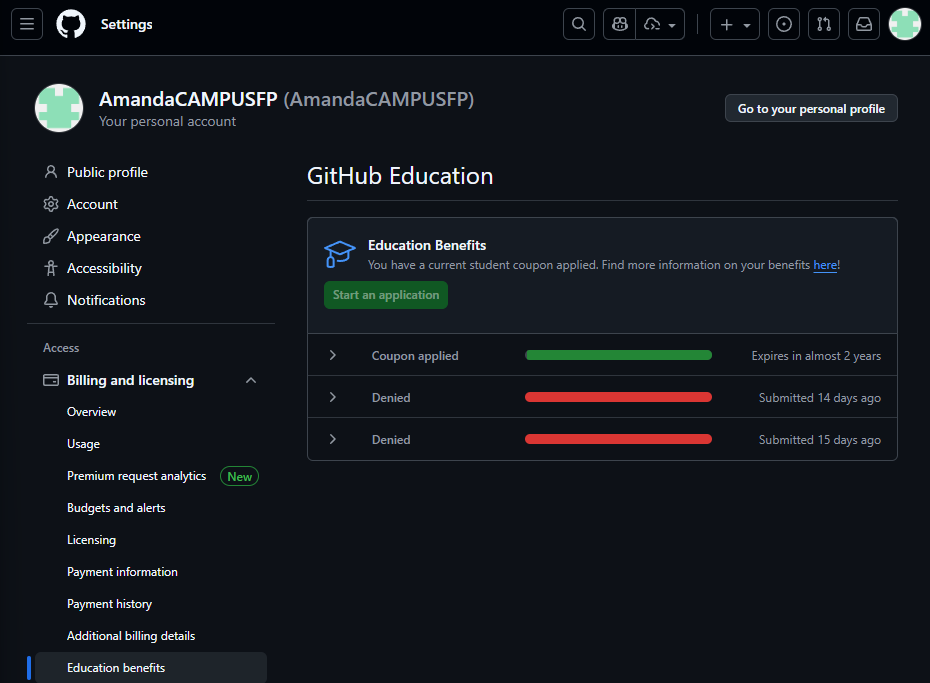 Settings
AmandaCAMPUSFP (AmandaCAMPUSFP)
Your personal account
Go to your personal profile
Public profile
Account
Appearance
Accessibility
Notifications
Access
Billing and licensing
Overview
Usage
Premium request analytics New
Budgets and alerts
Licensing
Payment information
Payment history
Additional billing details
Education benefits
GitHub Education
Education Benefits
You have a current student coupon applied. Find more information on your benefits here!
Start an application
Coupon applied Expires in almost 2 years
Denied Submitted 14 days ago
Denied Submitted 15 days ago